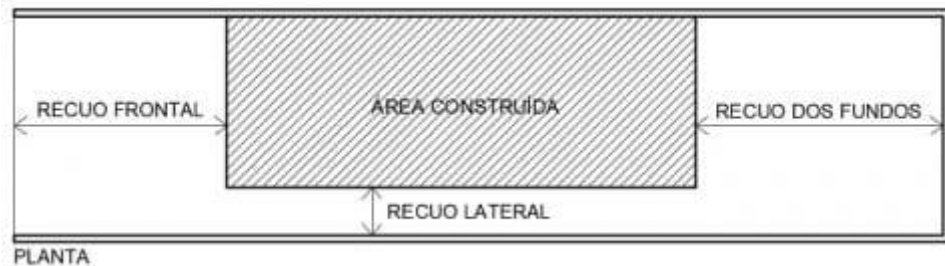 RECUO FRONTAL
ÁREA CONSTRUÍDA
RECUO DOS FUNDOS
RECUO LATERAL
PLANTA